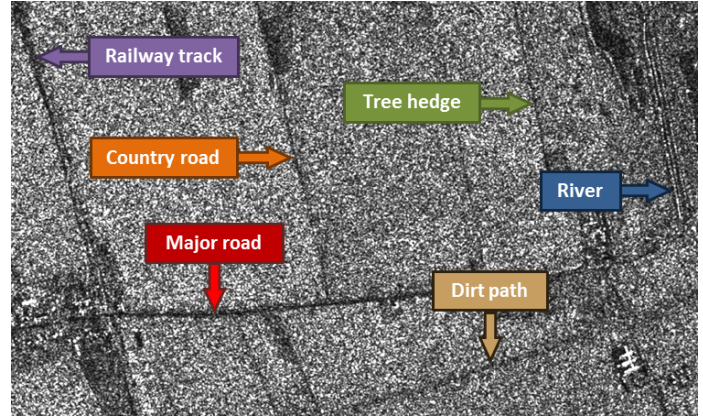 Railway track
Tree hedge
Country road
River
Major road
Dirt path